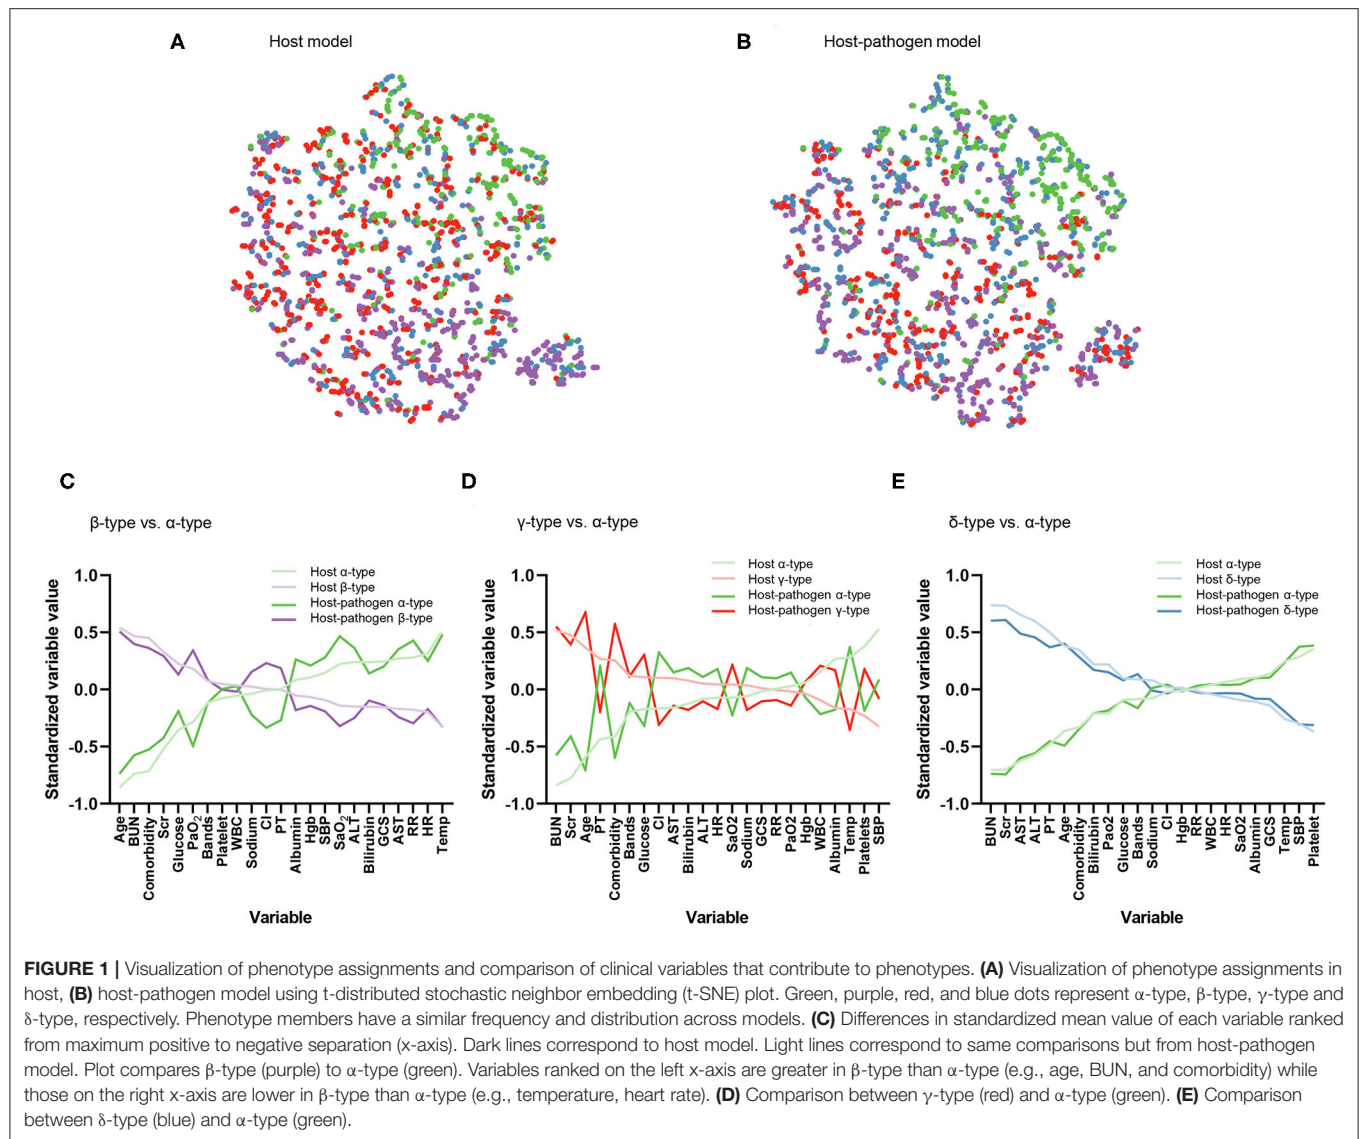 A
Host model
B
Host-pathogen model
C
β-type vs. α-type
Standardized variable value
1.0
0.5
0.0
-0.5
-1.0
Host α-type
Host β-type
Host-pathogen α-type
Host-pathogen β-type
Age
BUN
Comorbidity
Scr
Glucose
PaO2
Bands
Platelet
WBC
Sodium
Cl
PT
Albumin
Hgb
SBP
SaO2
ALT
Bilirubin
GCS
AST
RR
HR
Temp
Variable
D
γ-type vs. α-type
Standardized variable value
1.0
0.5
0.0
-0.5
-1.0
Host α-type
Host γ-type
Host-pathogen α-type
Host-pathogen γ-type
BUN
Scr
Age
PT
Comorbidity
Bands
Glucose
Cl
AST
Bilirubin
ALT
HR
SaO2
Sodium
GCS
RR
PaO2
Hgb
WBC
Albumin
Temp
Platelets
SBP
Variable
E
δ-type vs. α-type
Standardized variable value
1.0
0.5
0.0
-0.5
-1.0
Host α-type
Host δ-type
Host-pathogen α-type
Host-pathogen δ-type
BUN
Scr
AST
ALT
PT
Age
Comorbidity
Bilirubin
Pao2
Glucose
Bands
Sodium
Cl
Hgb
RR
WBC
HR
SaO2
Albumin
GCS
Temp
SBP
Platelet
Variable
FIGURE 1 | Visualization of phenotype assignments and comparison of clinical variables that contribute to phenotypes. (A) Visualization of phenotype assignments in
host, (B) host-pathogen model using t-distributed stochastic neighbor embedding (t-SNE) plot. Green, purple, red, and blue dots represent α-type, β-type, γ-type and
δ-type, respectively. Phenotype members have a similar frequency and distribution across models. (C) Differences in standardized mean value of each variable ranked
from maximum positive to negative separation (x-axis). Dark lines correspond to host model. Light lines correspond to same comparisons but from host-pathogen
model. Plot compares β-type (purple) to α-type (green). Variables ranked on the left x-axis are greater in β-type than α-type (e.g., age, BUN, and comorbidity) while
those on the right x-axis are lower in β-type than α-type (e.g., temperature, heart rate). (D) Comparison between γ-type (red) and α-type (green). (E) Comparison
between δ-type (blue) and α-type (green).